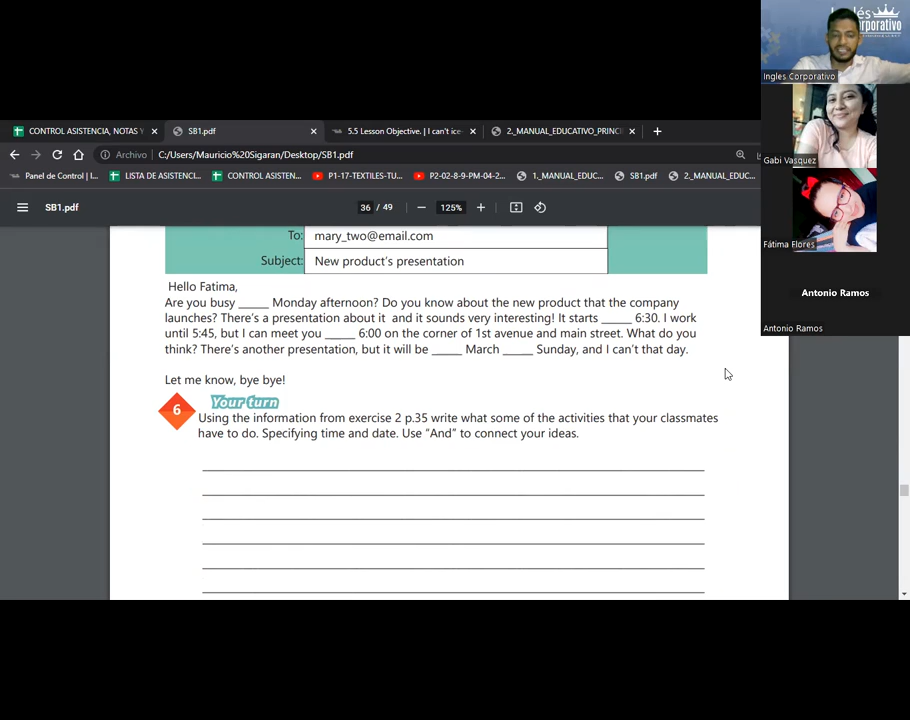 Inglés
Corporativo
Ingles Corporativo
CONTROL ASISTENCIA, NOTAS Y
SB1.pdf
5.5 Lesson Objective. | I can't ice-
2._MANUAL_EDUCATIVO_PRINCI
Archivo
C:/Users/Mauricio%20Sigaran/Desktop/SB1.pdf
Gabi Vasquez
Panel de Control | I...
LISTA DE ASISTENCI...
CONTROL ASISTEN...
P1-17-TEXTILES-TU...
P2-02-8-9-PM-04-2...
1._MANUAL_EDUC...
SB1.pdf
2._MANUAL_EDUC...
SB1.pdf
36 / 49
125%
To: mary_two@email.com
Subject: New product's presentation
Fátima Flores
Antonio Ramos
Antonio Ramos
Hello Fatima,
Are you busy _____ Monday afternoon? Do you know about the new product that the company
launches? There's a presentation about it and it sounds very interesting! It starts _____ 6:30. I work
until 5:45, but I can meet you _____ 6:00 on the corner of 1st avenue and main street. What do you
think? There's another presentation, but it will be _____ March _____ Sunday, and I can't that day.
Let me know, bye bye!
6
Your turn
Using the information from exercise 2 p.35 write what some of the activities that your classmates
have to do. Specifying time and date. Use “And” to connect your ideas.